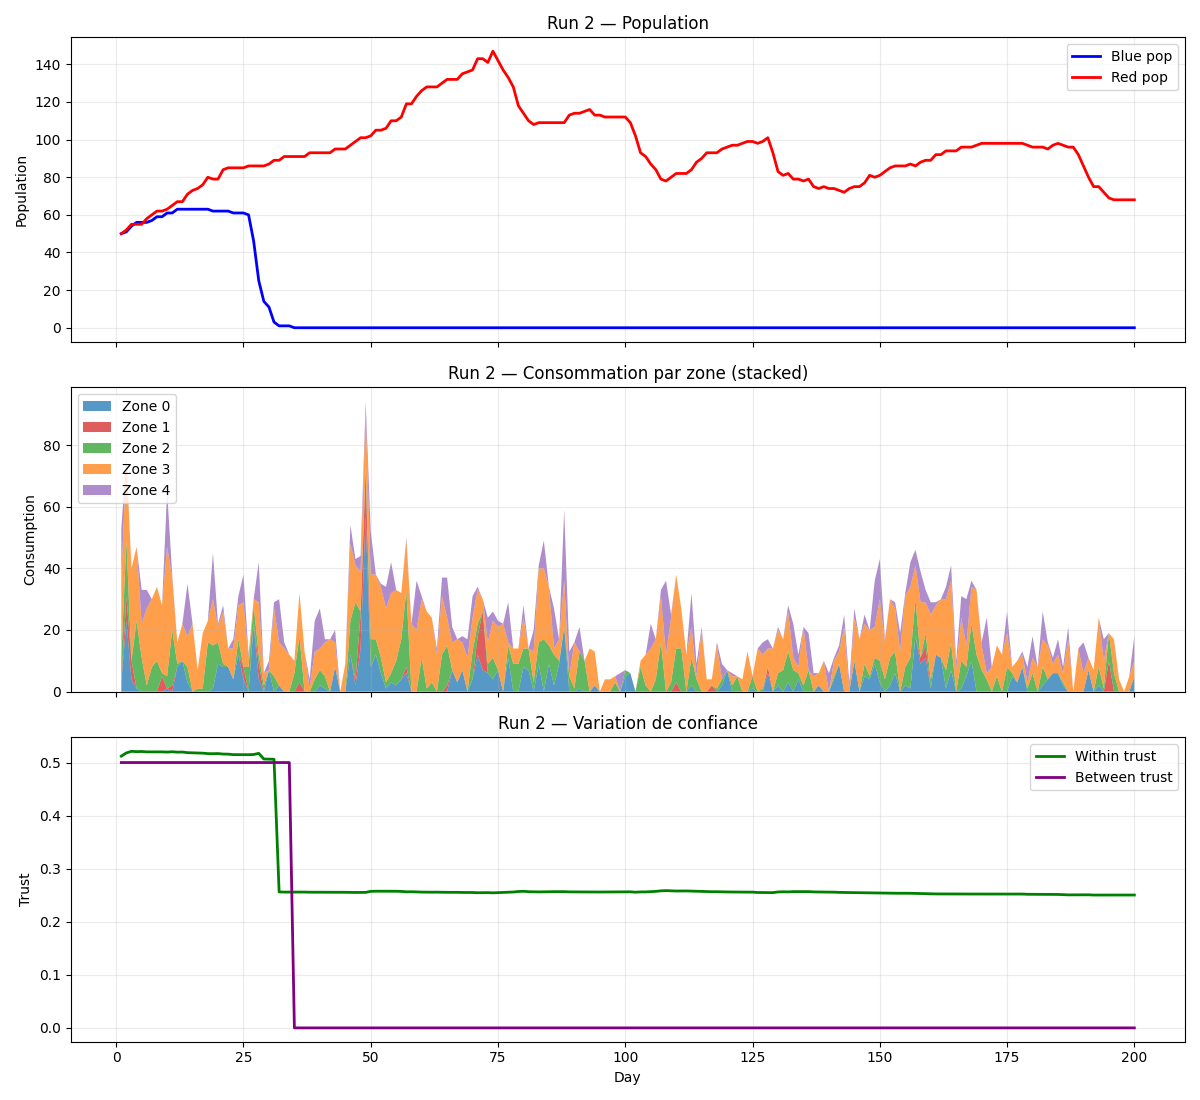 Run 2 — Population
Population
140
120
100
80
60
40
20
0
Blue pop
Red pop
Run 2 — Consommation par zone (stacked)
Consumption
80
60
40
20
0
Zone 0
Zone 1
Zone 2
Zone 3
Zone 4
Run 2 — Variation de confiance
Trust
0.5
0.4
0.3
0.2
0.1
0.0
Within trust
Between trust
0 25 50 75 100 125 150 175 200
Day